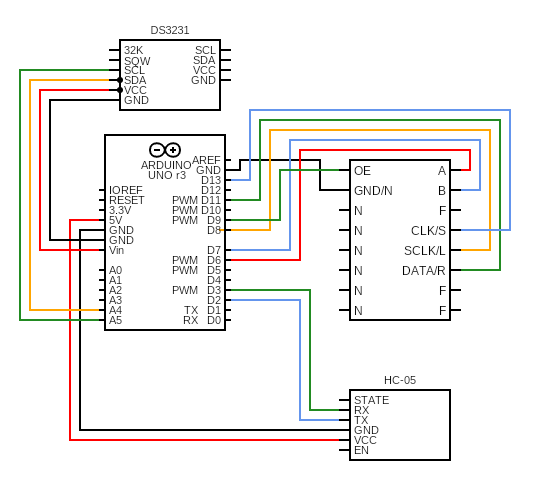 DS3231
32K SCL
SQW SDA
SCL VCC
SDA GND
VCC
GND
ARDUINO
UNO r3
AREF
GND
D13
IOREF D12
RESET PWM D11
3.3V PWM D10
5V PWM D9
GND D8
GND
Vin D7
PWM D6
A0 PWM D5
A1 D4
A2 PWM D3
A3 D2
A4 TX D1
A5 RX D0
OE A
GND/N B
N F
N CLK/S
N SCLK/L
N DATA/R
N F
N F
HC-05
STATE
RX
TX
GND
VCC
EN